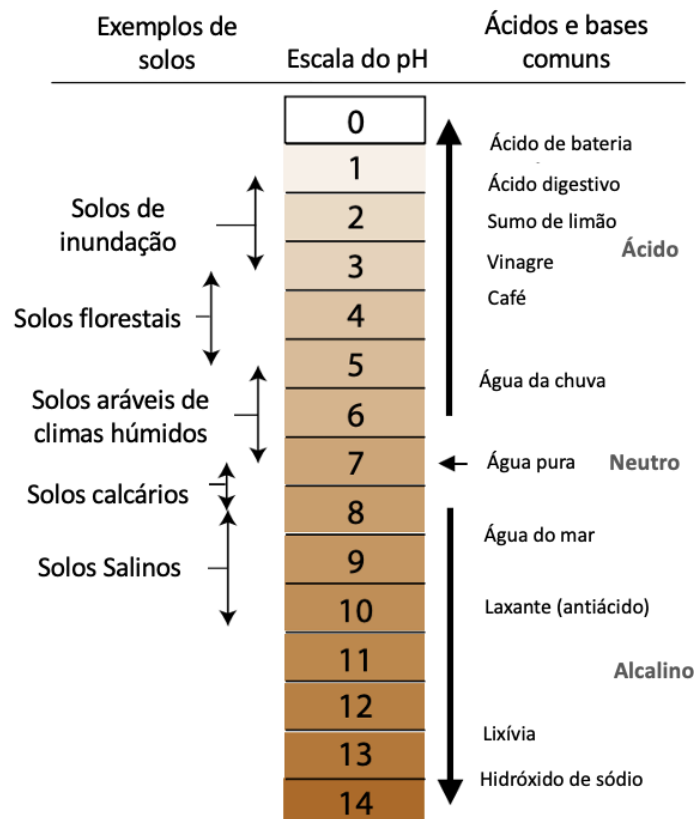 Exemplos de
solos
Escala do pH
Ácidos e bases
comuns
0
1
2
3
4
5
6
7
8
9
10
11
12
13
14
Solos de
inundação
Solos florestais
Solos aráveis de
climas húmidos
Solos calcários
Solos Salinos
Ácido de bateria
Ácido digestivo
Sumo de limão
Ácido
Vinagre
Café
Água da chuva
Água pura
Neutro
Água do mar
Laxante (antiácido)
Alcalino
Lixívia
Hidróxido de sódio